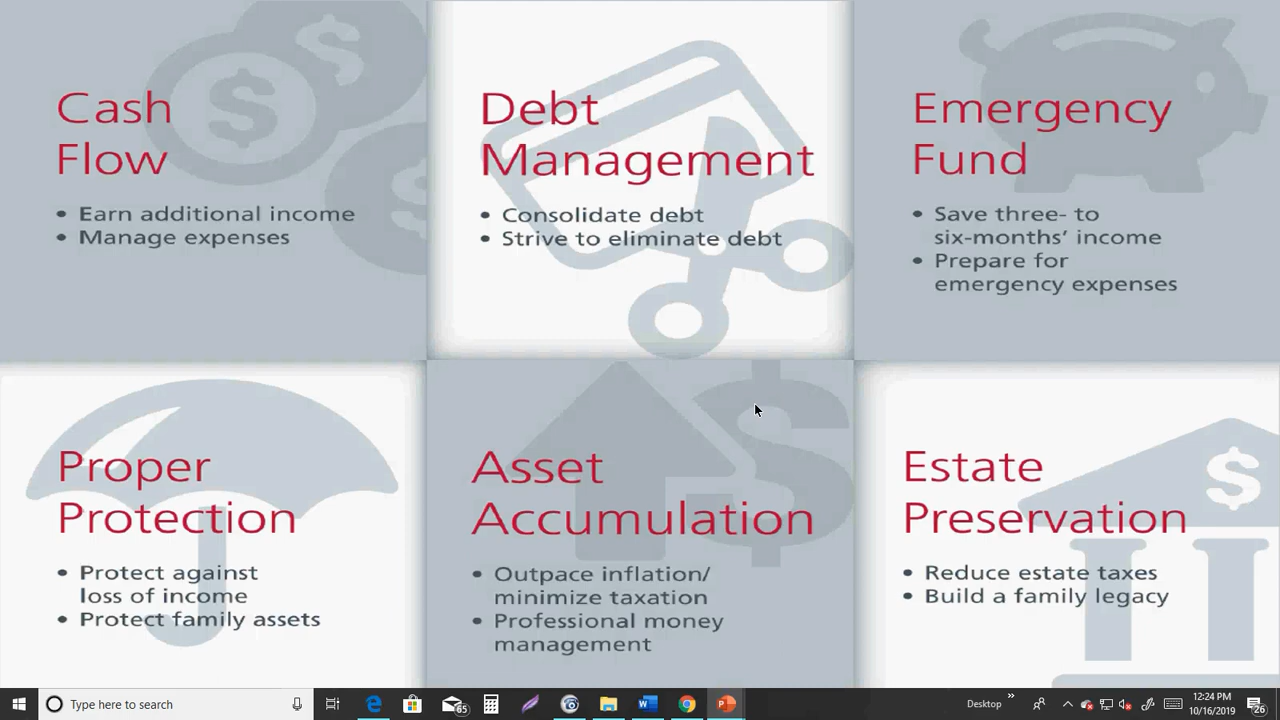 Cash
Flow
• Earn additional income
• Manage expenses
Debt
Management
• Consolidate debt
• Strive to eliminate debt
Emergency
Fund
• Save three- to
six-months’ income
• Prepare for
emergency expenses
Proper
Protection
• Protect against
loss of income
• Protect family assets
Asset
Accumulation
• Outpace inflation/
minimize taxation
• Professional money
management
Estate
Preservation
• Reduce estate taxes
• Build a family legacy
Type here to search
65
Desktop
»
12:24 PM
10/16/2019
26